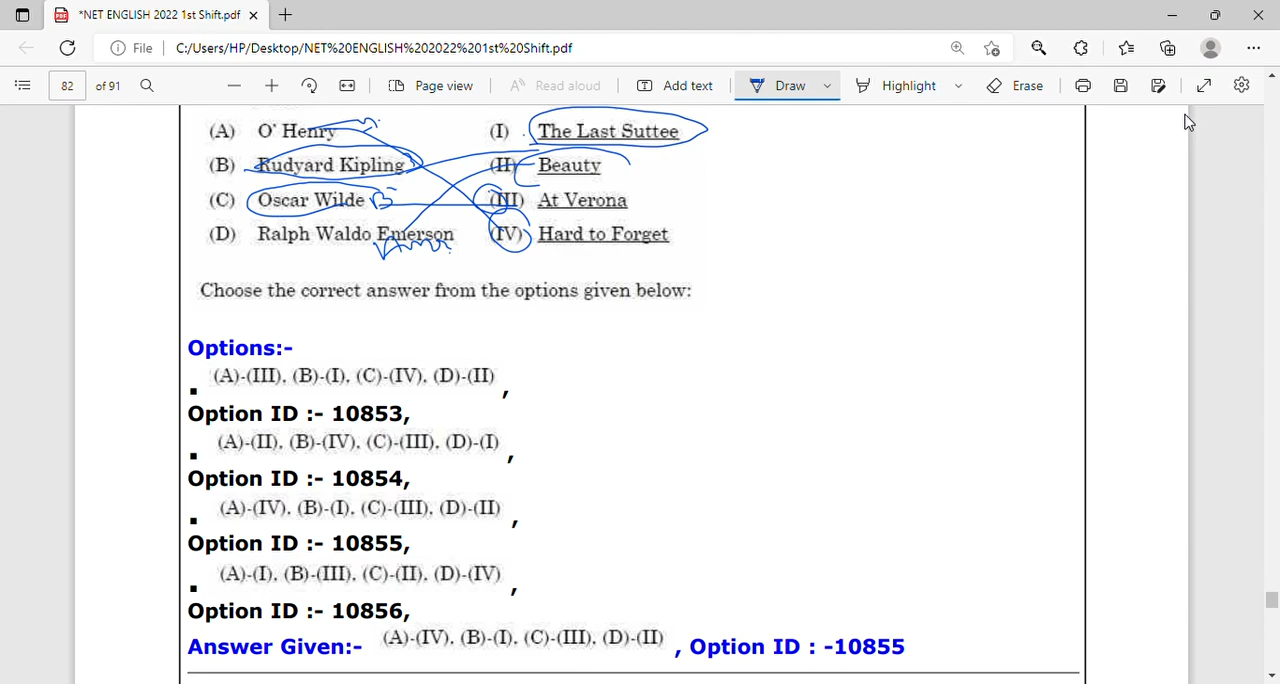 *NET ENGLISH 2022 1st Shift.pdf
File C:/Users/HP/Desktop/NET%20ENGLISH%202022%201st%20Shift.pdf
82 of 91 Page view Read aloud Add text Draw Highlight Erase
(A) O' Henry (I) The Last Suttee
(B) Rudyard Kipling (II) Beauty
(C) Oscar Wilde (III) At Verona
(D) Ralph Waldo Emerson (IV) Hard to Forget
Choose the correct answer from the options given below:
Options:-
(A)-(III), (B)-(I), (C)-(IV), (D)-(II) ,
Option ID :- 10853,
(A)-(II), (B)-(IV), (C)-(III), (D)-(I) ,
Option ID :- 10854,
(A)-(IV), (B)-(I), (C)-(III), (D)-(II) ,
Option ID :- 10855,
(A)-(I), (B)-(III), (C)-(II), (D)-(IV) ,
Option ID :- 10856,
Answer Given:- (A)-(IV), (B)-(I), (C)-(III), (D)-(II) , Option ID : -10855